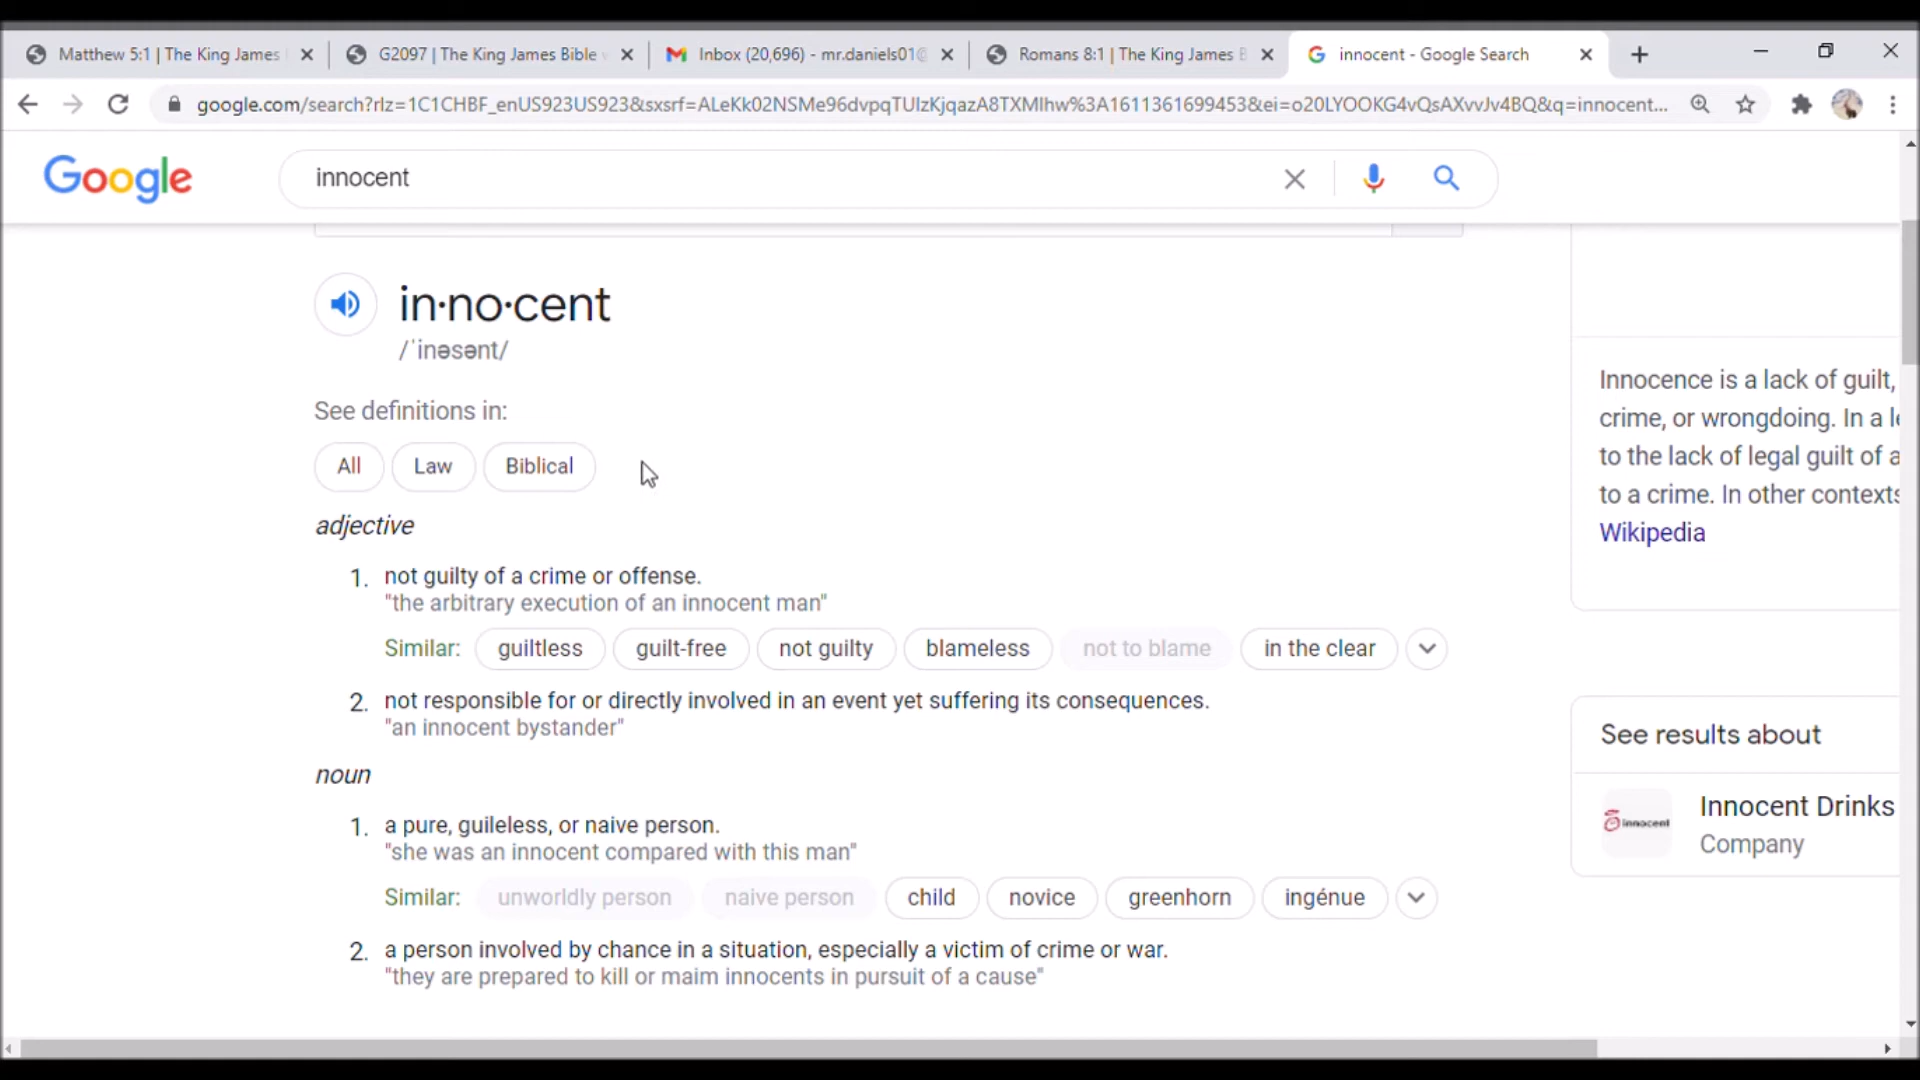 Matthew 5:1 | The King James
G2097 | The King James Bible
Inbox (20,696) - mr.daniels01@
Romans 8:1 | The King James B
innocent - Google Search
google.com/search?rlz=1C1CHBF_enUS923US923&sxsrf=ALeKk02NSMe96dvpqTUlzKjqazA8TXMlhw%3A1611361699453&ei=o20LYOOKG4vQsAXvvJv4BQ&q=innocent...
Google
innocent
in·no·cent
/ˈinəsənt/
See definitions in:
All
Law
Biblical
adjective
1. not guilty of a crime or offense.
"the arbitrary execution of an innocent man"
Similar: guiltless guilt-free not guilty blameless not to blame in the clear
2. not responsible for or directly involved in an event yet suffering its consequences.
"an innocent bystander"
noun
1. a pure, guileless, or naive person.
"she was an innocent compared with this man"
Similar: unworldly person naive person child novice greenhorn ingénue
2. a person involved by chance in a situation, especially a victim of crime or war.
"they are prepared to kill or maim innocents in pursuit of a cause"
Innocence is a lack of guilt,
crime, or wrongdoing. In a le
to the lack of legal guilt of a
to a crime. In other contexts
Wikipedia
See results about
innocent
Innocent Drinks
Company